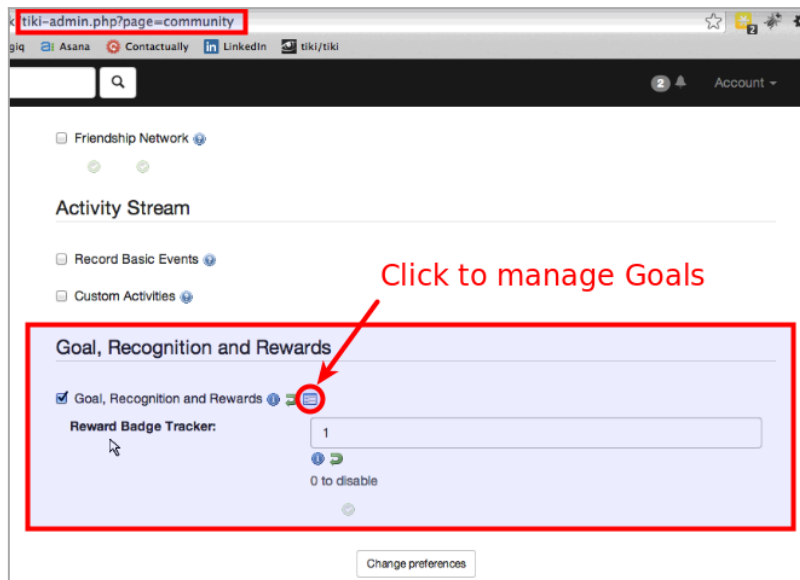 tiki-admin.php?page=community
2
giq Asana Contactually LinkedIn tiki/tiki
2 Account
Friendship Network
Activity Stream
Record Basic Events
Click to manage Goals
Custom Activities
Goal, Recognition and Rewards
Goal, Recognition and Rewards
Reward Badge Tracker:
1
0 to disable
Change preferences